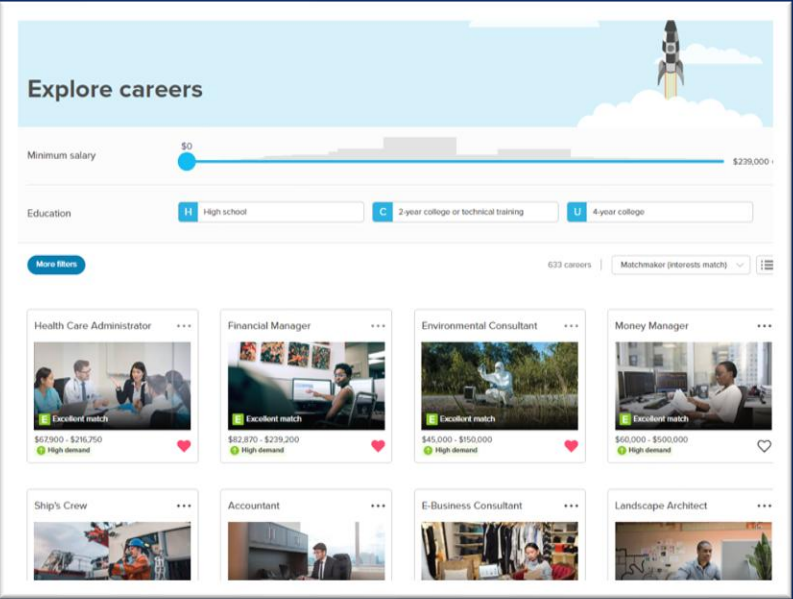 Explore careers
$0
Minimum salary
$239,000
Education
H High school
C 2-year college or technical training
U 4-year college
More filters
633 careers
Matchmaker (interests match)
Health Care Administrator
Financial Manager
Environmental Consultant
Money Manager
E Excellent match
E Excellent match
E Excellent match
E Excellent match
$67,900 - $216,750
$82,870 - $239,200
$45,000 - $150,000
$60,000 - $500,000
High demand
High demand
High demand
High demand
Ship's Crew
Accountant
E-Business Consultant
Landscape Architect